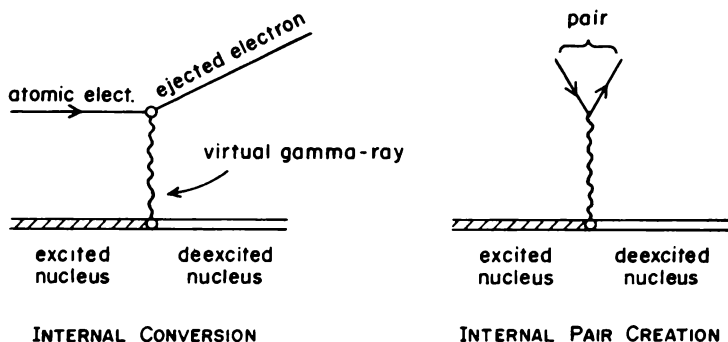 ejected electron
atomic elect.
virtual gamma-ray
excited
nucleus
deexcited
nucleus
INTERNAL CONVERSION
pair
excited
nucleus
deexcited
nucleus
INTERNAL PAIR CREATION